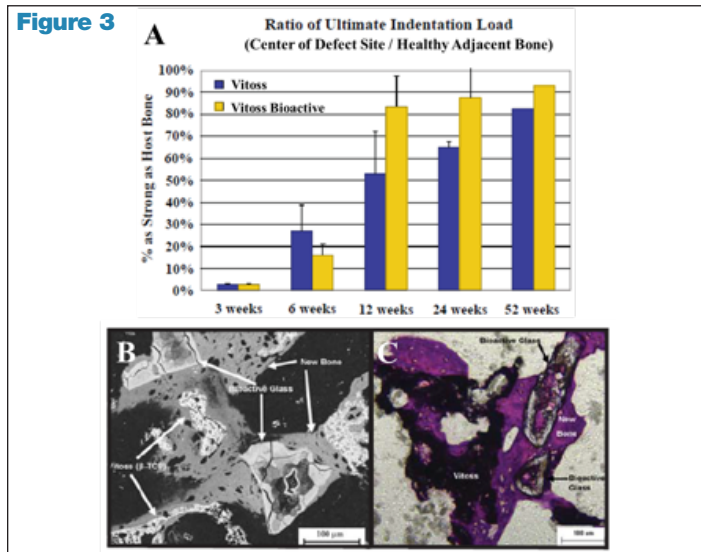 Figure 3
A
Ratio of Ultimate Indentation Load
(Center of Defect Site / Healthy Adjacent Bone)
% as Strong as Host Bone
100%
90%
80%
70%
60%
50%
40%
30%
20%
10%
0%
Vitoss
Vitoss Bioactive
3 weeks
6 weeks
12 weeks
24 weeks
52 weeks
B
New Bone
Bioactive Glass
Vitoss (β-TCP)
100 μm
C
Bioactive Glass
New
Bone
Vitoss
Bioactive
Glass